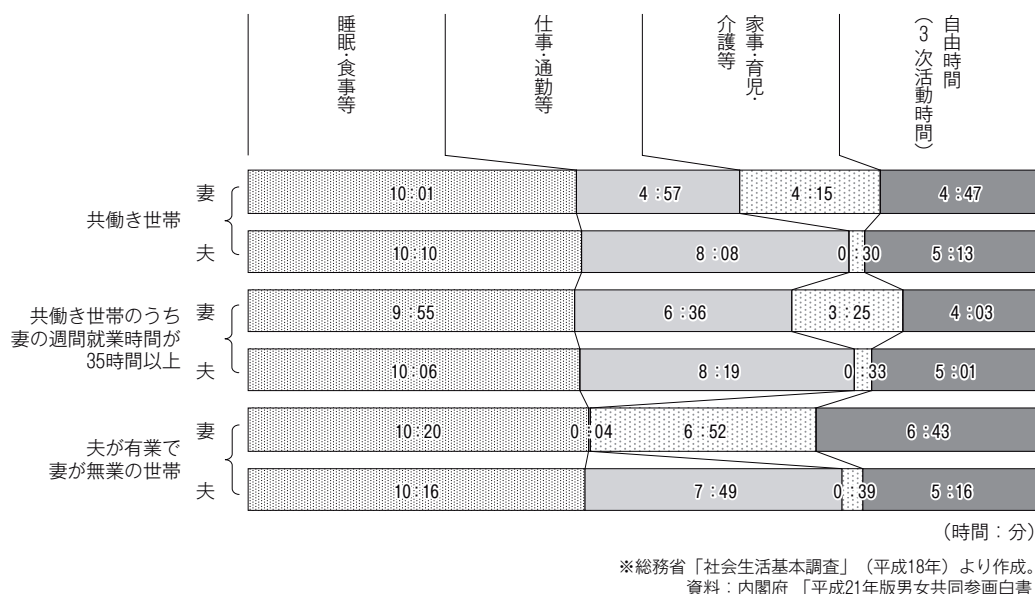 睡眠・食事等
仕事・通勤等
家事・育児・
介護等
自由時間
(3次活動時間)
共働き世帯
妻
10:01
4:57
4:15
4:47
夫
10:10
8:08
0:30
5:13
共働き世帯のうち
妻の週間就業時間が
35時間以上
妻
9:55
6:36
3:25
4:03
夫
10:06
8:19
0:33
5:01
夫が有業で
妻が無業の世帯
妻
10:20
0:04
6:52
6:43
夫
10:16
7:49
0:39
5:16
(時間:分)
※総務省「社会生活基本調査」(平成18年)より作成。
資料:内閣府 「平成21年版男女共同参画白書